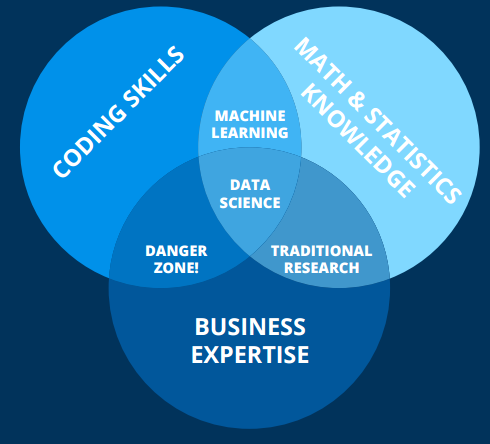 CODING SKILLS
MATH & STATISTICS
KNOWLEDGE
MACHINE
LEARNING
DATA
SCIENCE
DANGER
ZONE!
TRADITIONAL
RESEARCH
BUSINESS
EXPERTISE